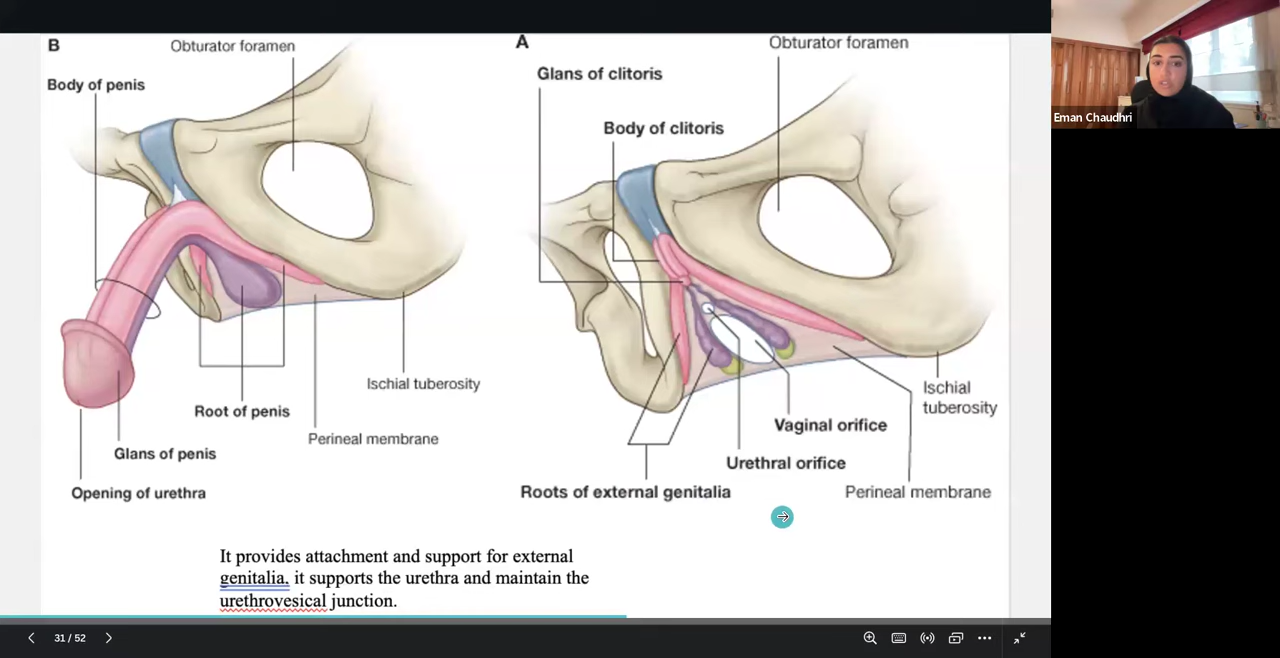 B
Obturator foramen
Body of penis
Root of penis
Ischial tuberosity
Perineal membrane
Glans of penis
Opening of urethra
A
Obturator foramen
Glans of clitoris
Body of clitoris
Ischial
tuberosity
Vaginal orifice
Urethral orifice
Roots of external genitalia
Perineal membrane
It provides attachment and support for external
genitalia. it supports the urethra and maintain the
urethrovesical junction.
Eman Chaudhri
31 / 52